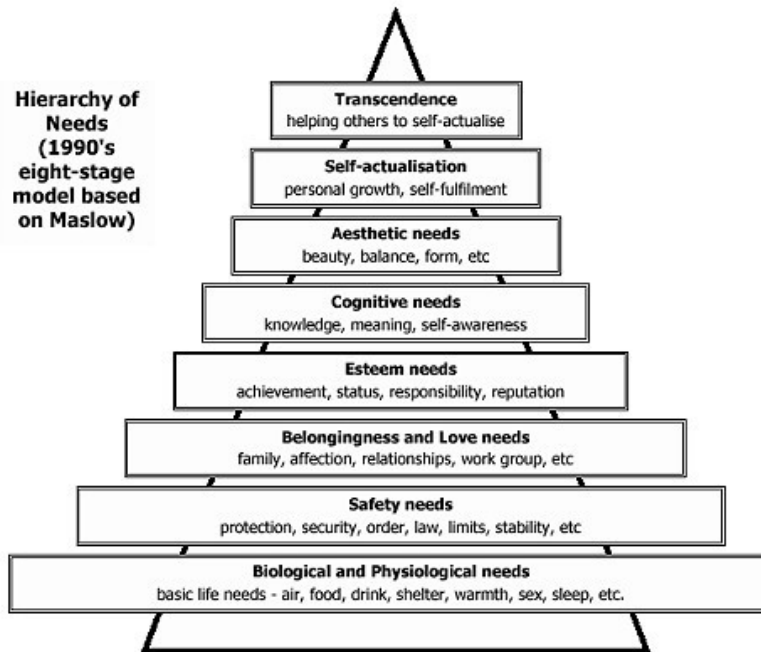 Hierarchy of
Needs
(1990's
eight-stage
model based
on Maslow)
Transcendence
helping others to self-actualise
Self-actualisation
personal growth, self-fulfilment
Aesthetic needs
beauty, balance, form, etc
Cognitive needs
knowledge, meaning, self-awareness
Esteem needs
achievement, status, responsibility, reputation
Belongingness and Love needs
family, affection, relationships, work group, etc
Safety needs
protection, security, order, law, limits, stability, etc
Biological and Physiological needs
basic life needs - air, food, drink, shelter, warmth, sex, sleep, etc.